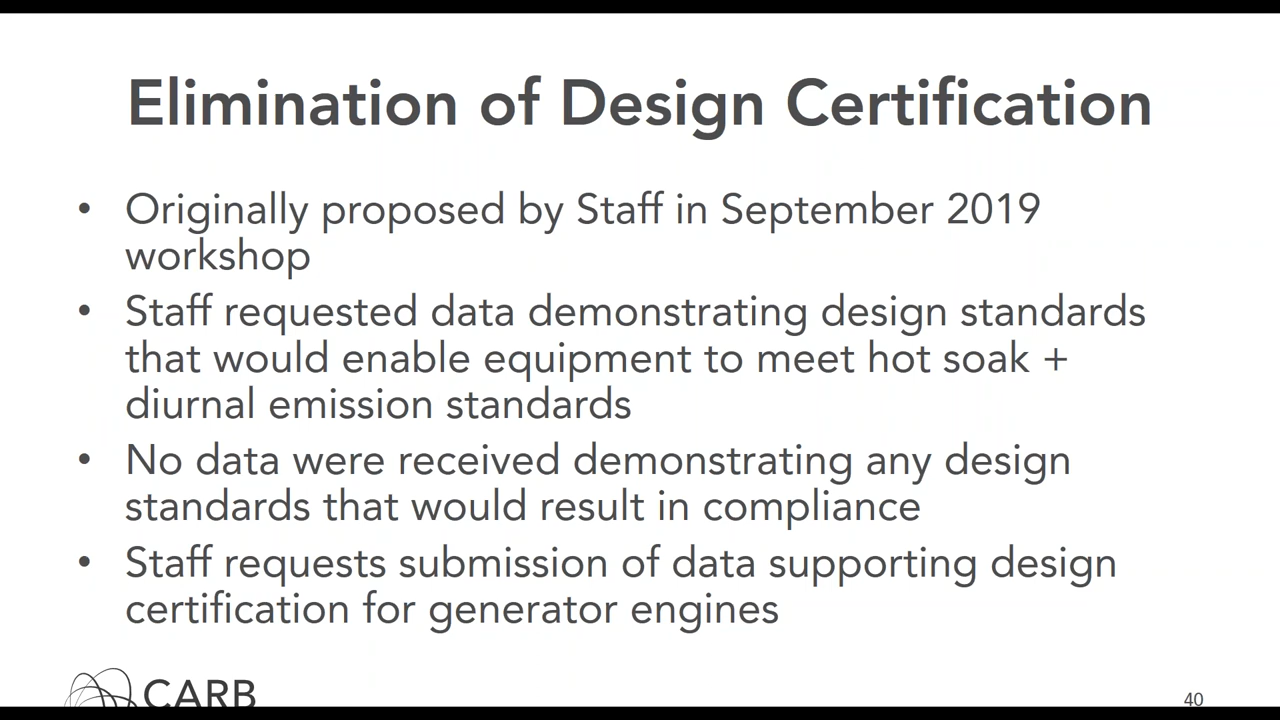 Elimination of Design Certification
• Originally proposed by Staff in September 2019
workshop
• Staff requested data demonstrating design standards
that would enable equipment to meet hot soak +
diurnal emission standards
• No data were received demonstrating any design
standards that would result in compliance
• Staff requests submission of data supporting design
certification for generator engines
CARB
40